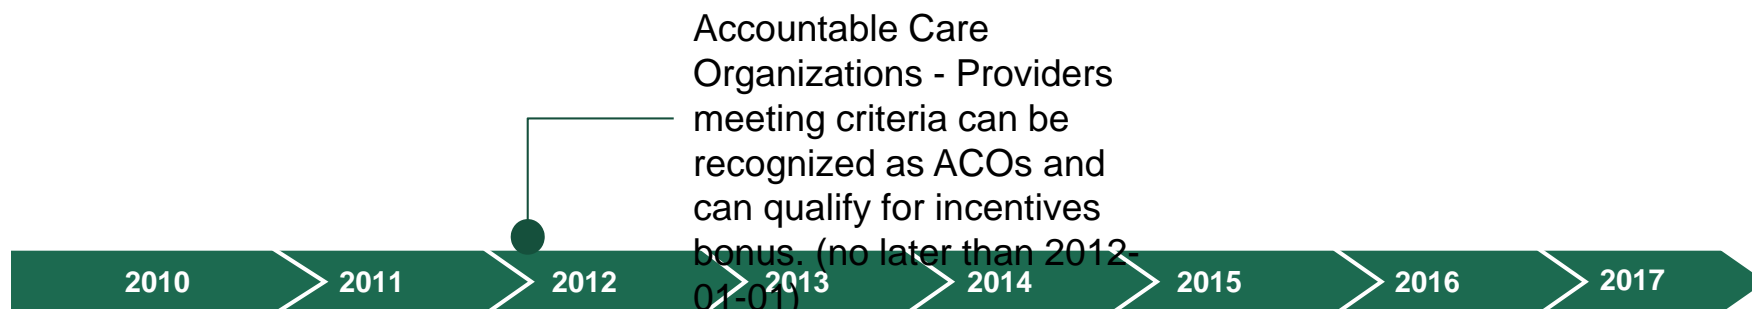 Accountable Care
Organizations - Providers
meeting criteria can be
recognized as ACOs and
can qualify for incentives
bonus. (no later than 2012-
01-01)
2010 2011 2012 2013 2014 2015 2016 2017